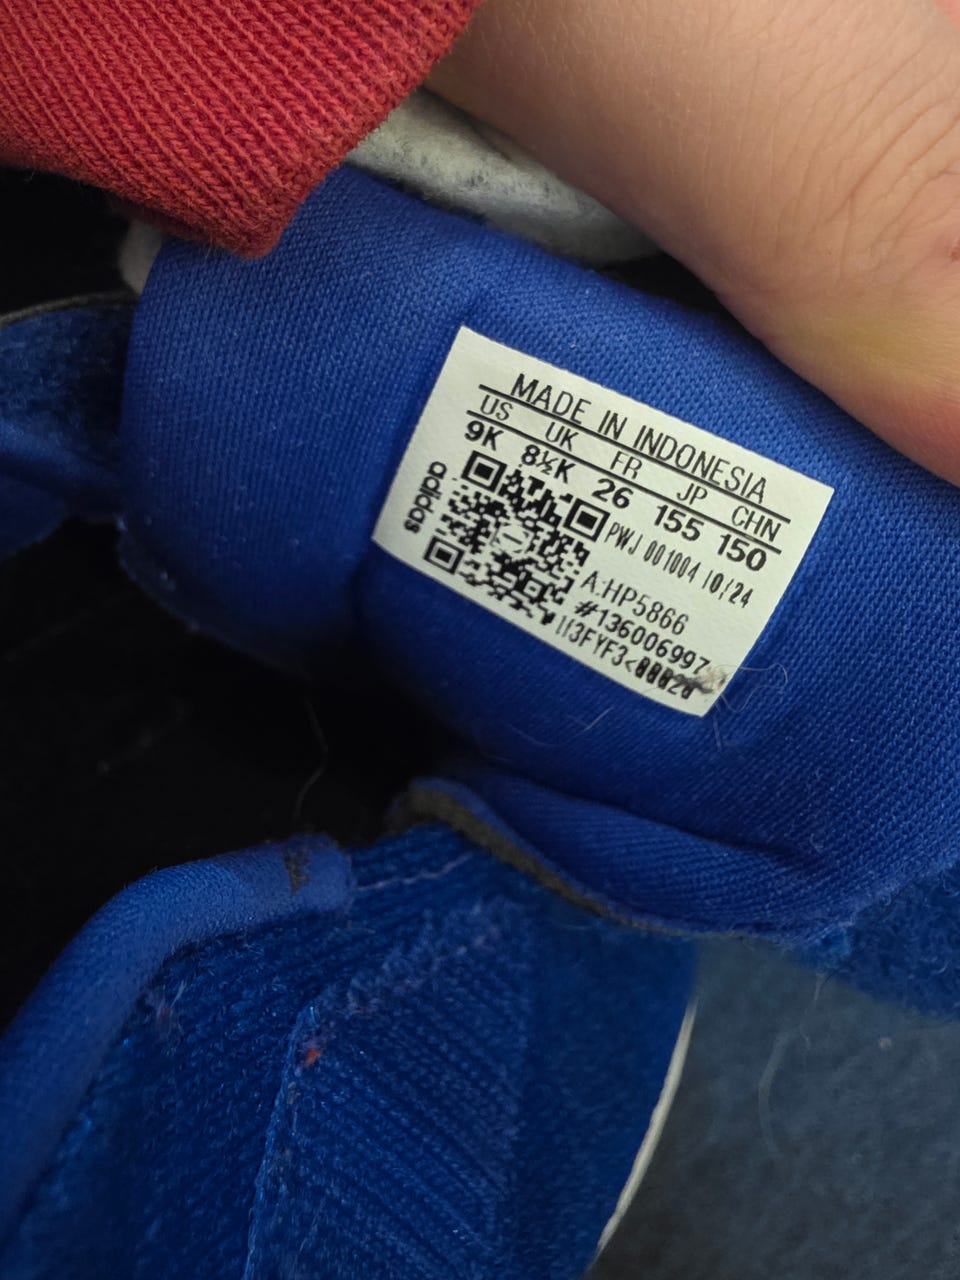 MADE IN INDONESIA
US UK FR JP CHN
9K 8½K 26 155 150
adidas
PWJ 001004 10/24
A:HP5866
#136006997